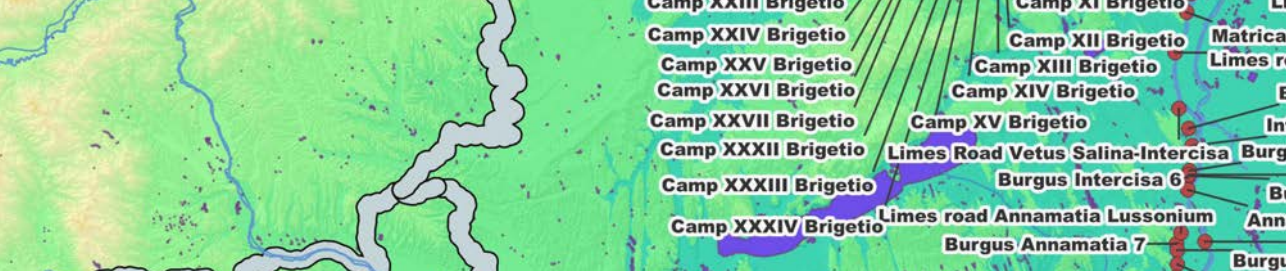 Camp XXIII Brigetio
Camp XI Brigetio
Camp XXIV Brigetio
Camp XII Brigetio
Matrica
Camp XXV Brigetio
Camp XIII Brigetio
Limes r
Camp XXVI Brigetio
Camp XIV Brigetio
Camp XXVII Brigetio
Camp XV Brigetio
Camp XXXII Brigetio
Limes Road Vetus Salina-Intercisa
Burg
Camp XXXIII Brigetio
Burgus Intercisa 6
Camp XXXIV Brigetio
Limes road Annamatia Lussonium
Ann
Burgus Annamatia 7
Burgu